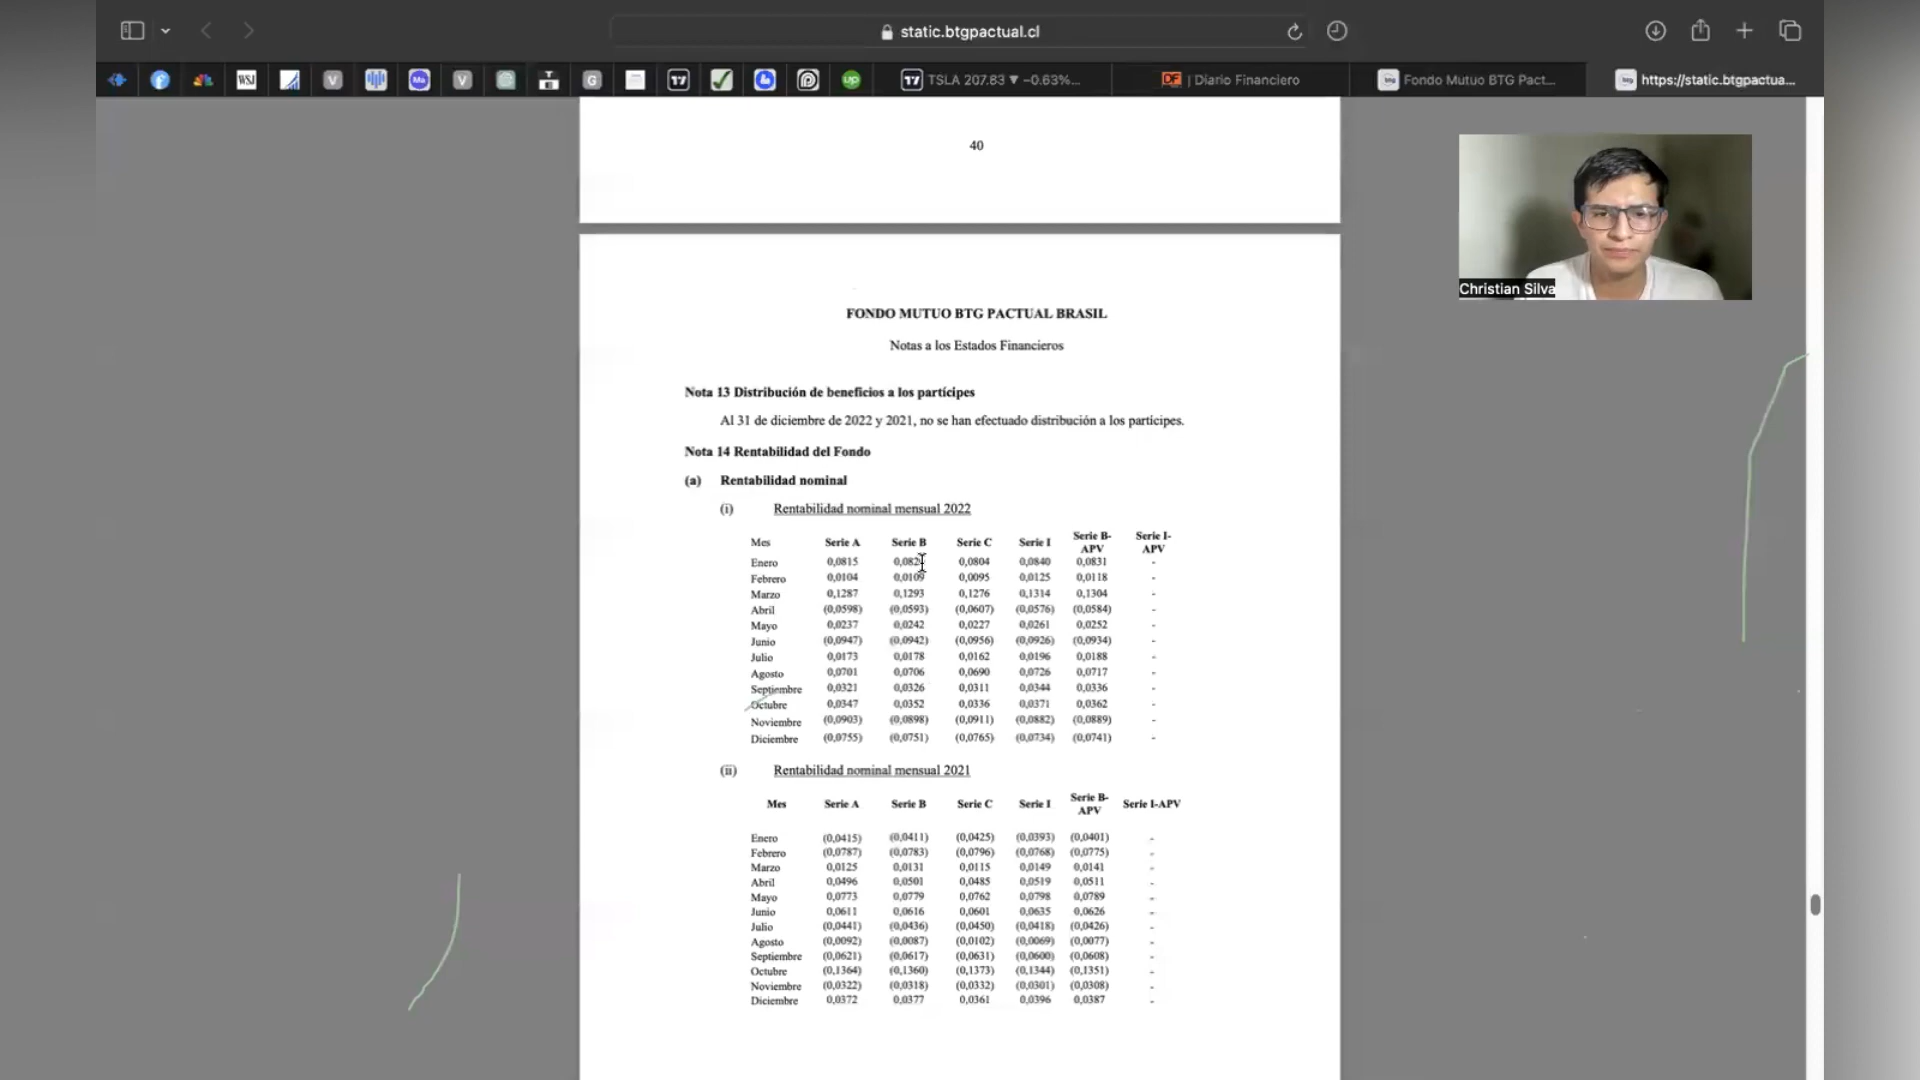 static.btgpactual.cl
WSJ
V
Ma
V
G
17
up
17 TSLA 207.83 ▼ −0.63%...
DF | Diario Financiero
Fondo Mutuo BTG Pact...
https://static.btgpactua...
40
Christian Silva
FONDO MUTUO BTG PACTUAL BRASIL
Notas a los Estados Financieros
Nota 13 Distribución de beneficios a los partícipes
Al 31 de diciembre de 2022 y 2021, no se han efectuado distribución a los partícipes.
Nota 14 Rentabilidad del Fondo
(a) Rentabilidad nominal
(i) Rentabilidad nominal mensual 2022
Mes Serie A Serie B Serie C Serie I Serie B-APV Serie I-APV
Enero 0,0815 0,0804 0,0840 0,0831 -
Febrero 0,0104 0,0109 0,0095 0,0125 0,0118 -
Marzo 0,1287 0,1293 0,1276 0,1314 0,1304 -
Abril (0,0598) (0,0593) (0,0607) (0,0576) (0,0584) -
Mayo 0,0237 0,0242 0,0227 0,0261 0,0252 -
Junio (0,0947) (0,0942) (0,0956) (0,0926) (0,0934) -
Julio 0,0173 0,0178 0,0162 0,0196 0,0188 -
Agosto 0,0701 0,0706 0,0690 0,0726 0,0717 -
Septiembre 0,0321 0,0326 0,0311 0,0344 0,0336 -
Octubre 0,0347 0,0352 0,0336 0,0371 0,0362 -
Noviembre (0,0903) (0,0898) (0,0911) (0,0882) (0,0889) -
Diciembre (0,0755) (0,0751) (0,0765) (0,0734) (0,0741) -
(ii) Rentabilidad nominal mensual 2021
Mes Serie A Serie B Serie C Serie I Serie B-APV Serie I-APV
Enero (0,0415) (0,0411) (0,0425) (0,0393) (0,0401) -
Febrero (0,0787) (0,0783) (0,0796) (0,0768) (0,0775) -
Marzo 0,0125 0,0131 0,0115 0,0149 0,0141 -
Abril 0,0496 0,0501 0,0485 0,0519 0,0511 -
Mayo 0,0773 0,0779 0,0762 0,0798 0,0789 -
Junio 0,0611 0,0616 0,0601 0,0635 0,0626 -
Julio (0,0441) (0,0436) (0,0450) (0,0418) (0,0426) -
Agosto (0,0092) (0,0087) (0,0102) (0,0069) (0,0077) -
Septiembre (0,0621) (0,0617) (0,0631) (0,0600) (0,0608) -
Octubre (0,1364) (0,1360) (0,1373) (0,1344) (0,1351) -
Noviembre (0,0322) (0,0318) (0,0332) (0,0301) (0,0308) -
Diciembre 0,0372 0,0377 0,0361 0,0396 0,0387 -